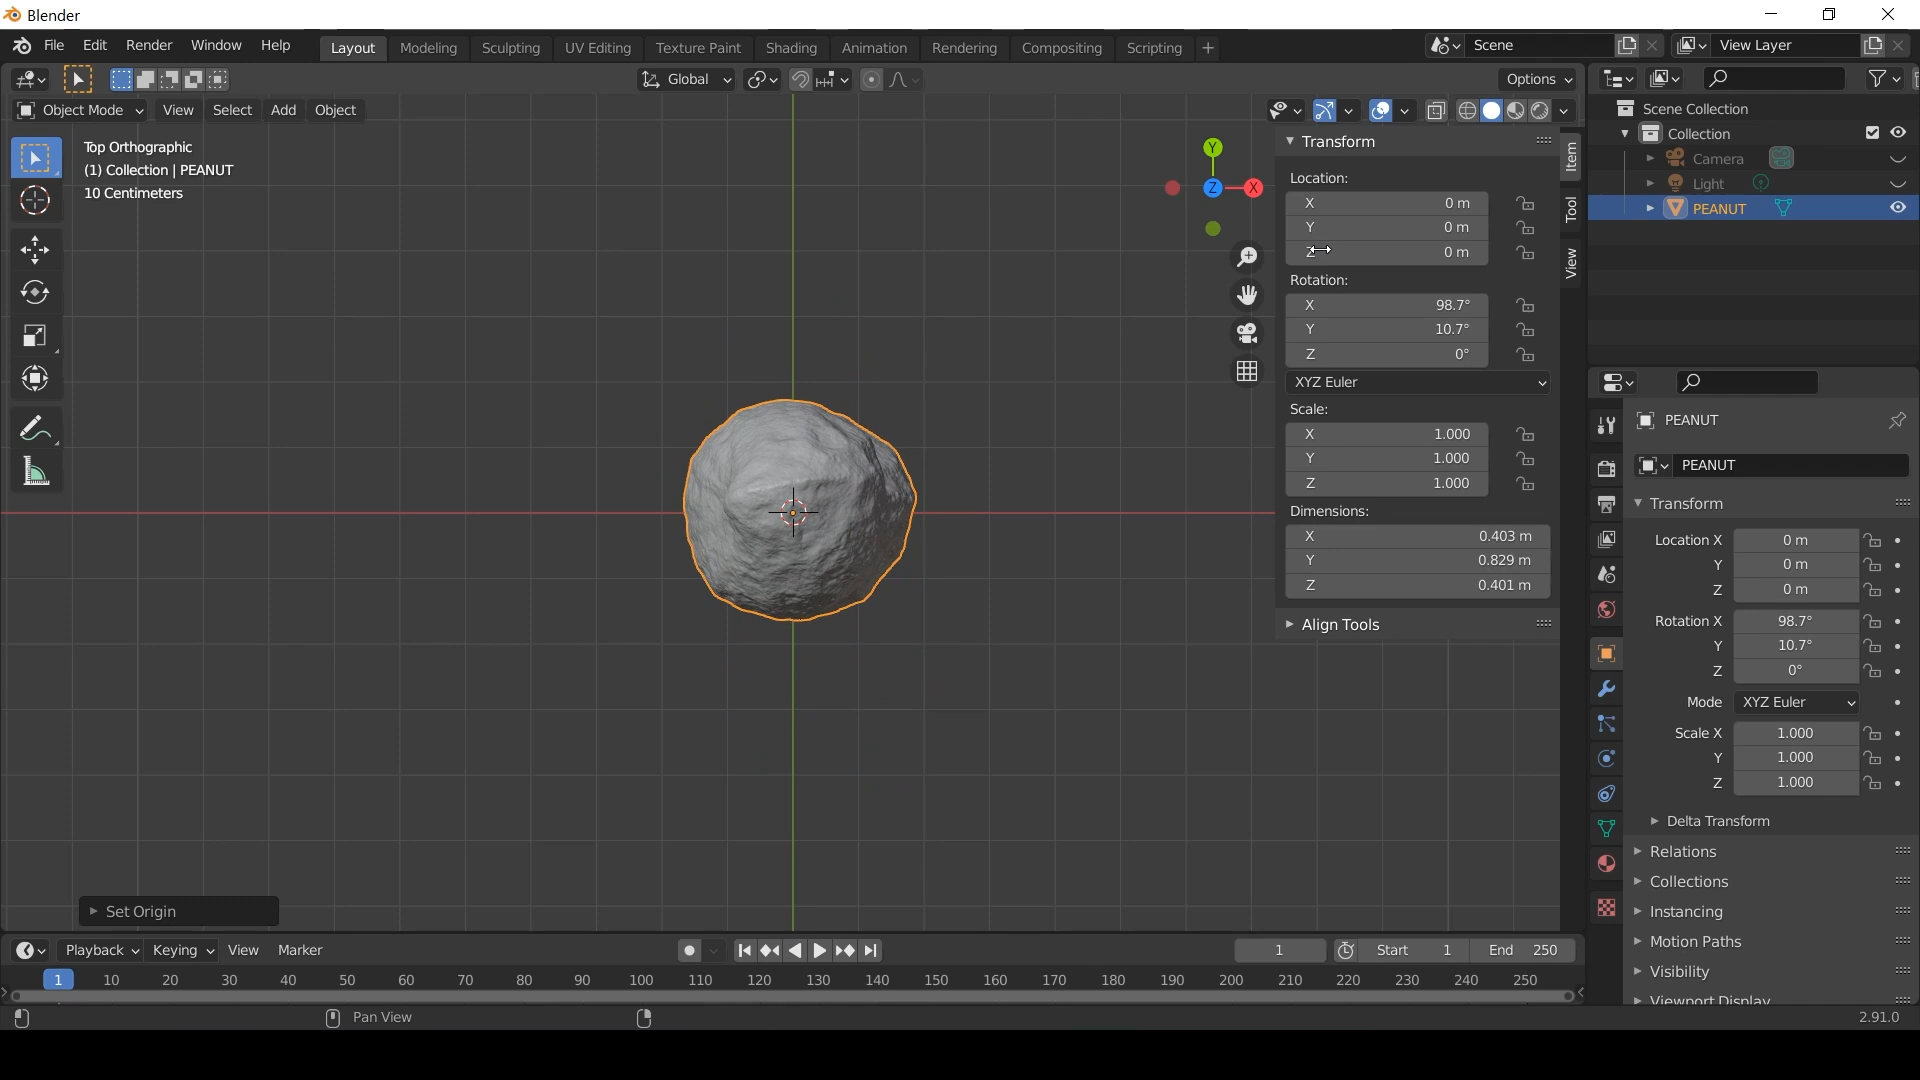 Blender
File Edit Render Window Help Layout Modeling Sculpting UV Editing Texture Paint Shading Animation Rendering Compositing Scripting + Scene View Layer
Global Options
Object Mode View Select Add Object
Top Orthographic
(1) Collection | PEANUT
10 Centimeters
Y
Z X
Transform
Location:
X 0 m
Y 0 m
Z 0 m
Rotation:
X 98.7°
Y 10.7°
Z 0°
XYZ Euler
Scale:
X 1.000
Y 1.000
Z 1.000
Dimensions:
X 0.403 m
Y 0.829 m
Z 0.401 m
Align Tools
Item
Tool
View
Scene Collection
Collection
Camera
Light
PEANUT
PEANUT
PEANUT
Transform
Location X 0 m
Y 0 m
Z 0 m
Rotation X 98.7°
Y 10.7°
Z 0°
Mode XYZ Euler
Scale X 1.000
Y 1.000
Z 1.000
Delta Transform
Relations
Collections
Instancing
Motion Paths
Visibility
Viewport Display
Set Origin
Playback Keying View Marker 1 Start 1 End 250
1 10 20 30 40 50 60 70 80 90 100 110 120 130 140 150 160 170 180 190 200 210 220 230 240 250
Pan View 2.91.0